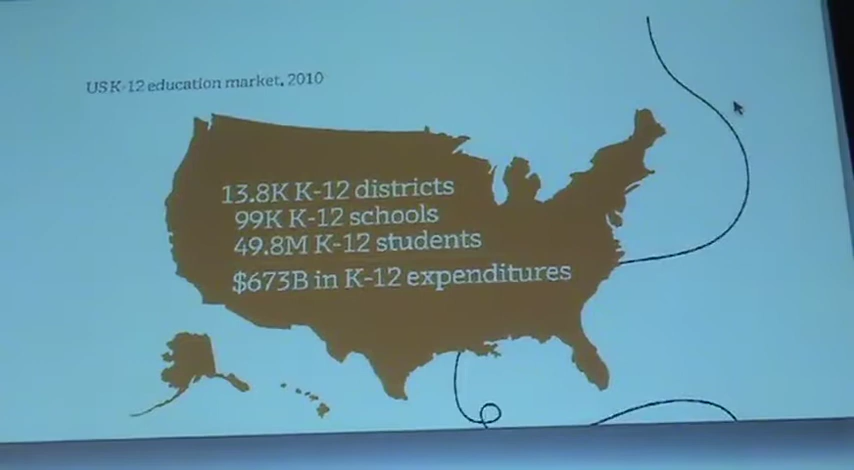 US K-12 education market, 2010
13.8K K-12 districts
99K K-12 schools
49.8M K-12 students
$673B in K-12 expenditures